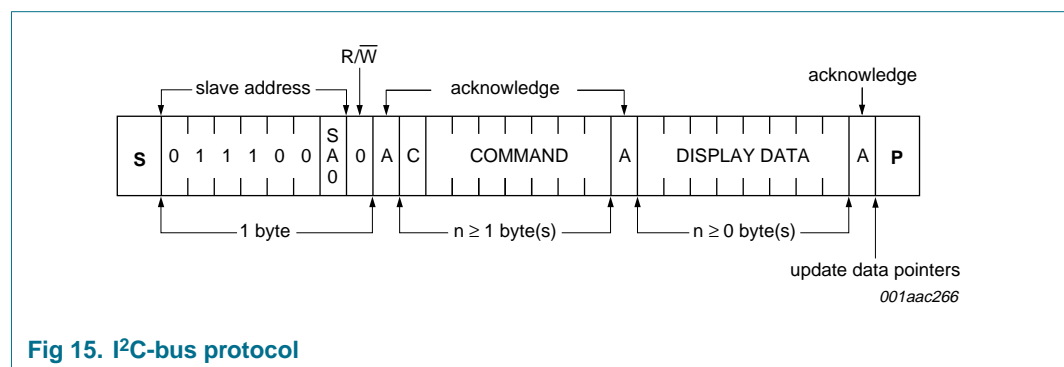 R/W
slave address
acknowledge
acknowledge
S 0 1 1 1 0 0 SA0 0 A C COMMAND A DISPLAY DATA A P
1 byte
n ≥ 1 byte(s)
n ≥ 0 byte(s)
update data pointers
001aac266
Fig 15. I²C-bus protocol